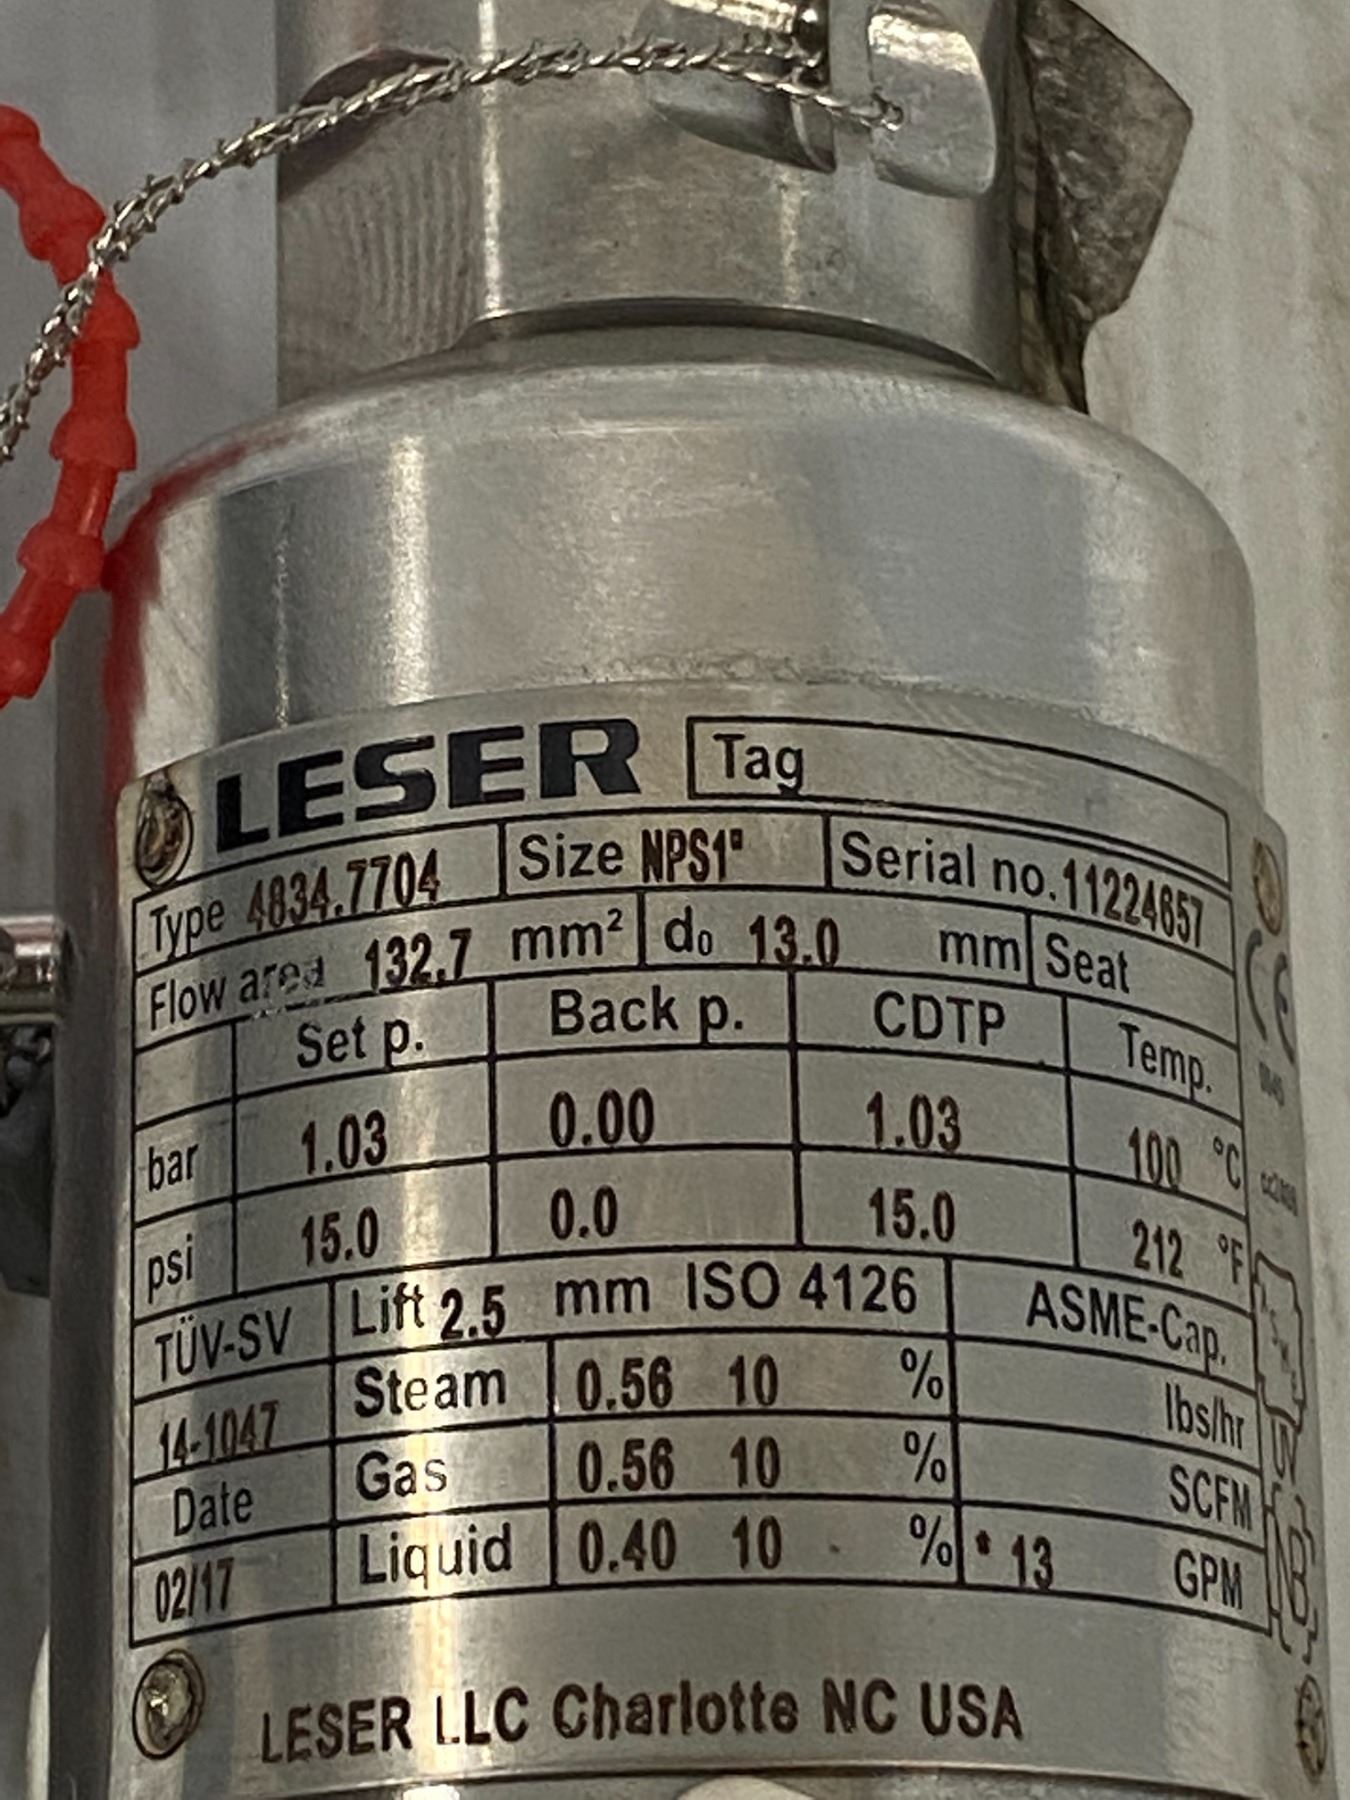 LESER Tag
Type 4834.7704 Size NPS1" Serial no. 11224657
Flow area 132.7 mm² d₀ 13.0 mm Seat
Set p. Back p. CDTP Temp.
bar 1.03 0.00 1.03 100 °C
psi 15.0 0.0 15.0 212 °F
TÜV-SV Lift 2.5 mm ISO 4126 ASME-Cap.
14-1047 Steam 0.56 10 % lbs/hr
Date Gas 0.56 10 % SCFM
02/17 Liquid 0.40 10 % * 13 GPM
LESER LLC Charlotte NC USA
CE
UV
NB